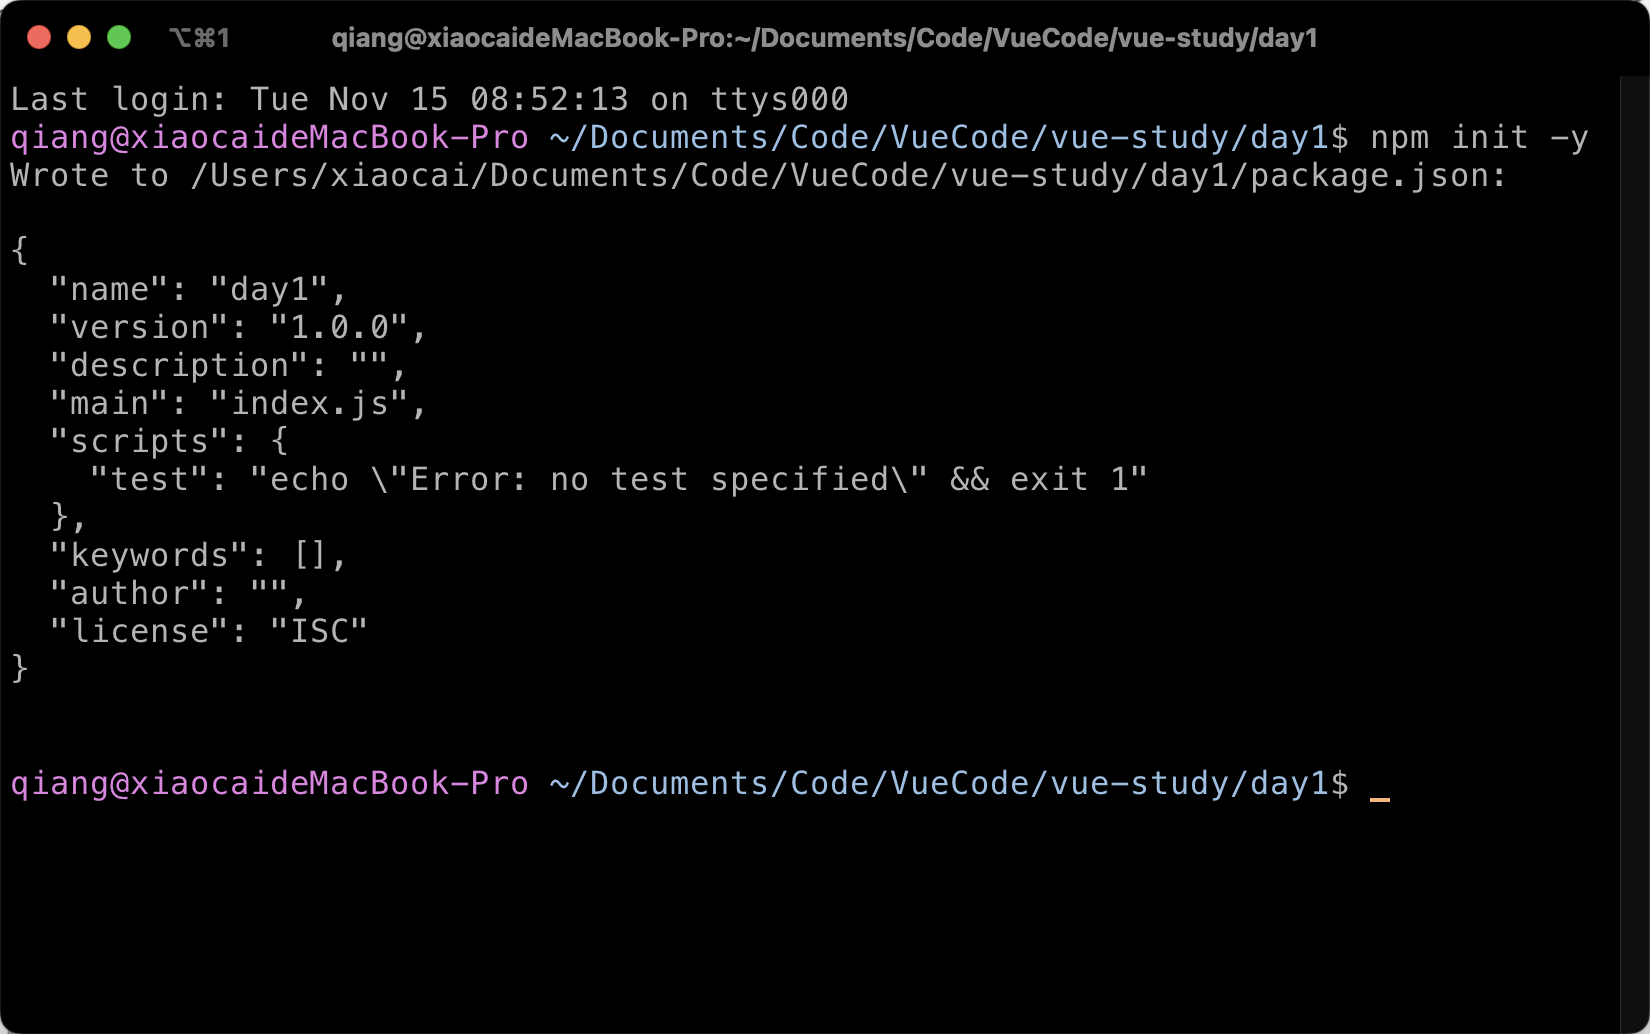 ⌥⌘1 qiang@xiaocaideMacBook-Pro:~/Documents/Code/VueCode/vue-study/day1
Last login: Tue Nov 15 08:52:13 on ttys000
qiang@xiaocaideMacBook-Pro ~/Documents/Code/VueCode/vue-study/day1$ npm init -y
Wrote to /Users/xiaocai/Documents/Code/VueCode/vue-study/day1/package.json:
{
  "name": "day1",
  "version": "1.0.0",
  "description": "",
  "main": "index.js",
  "scripts": {
    "test": "echo \"Error: no test specified\" && exit 1"
  },
  "keywords": [],
  "author": "",
  "license": "ISC"
}
qiang@xiaocaideMacBook-Pro ~/Documents/Code/VueCode/vue-study/day1$ _